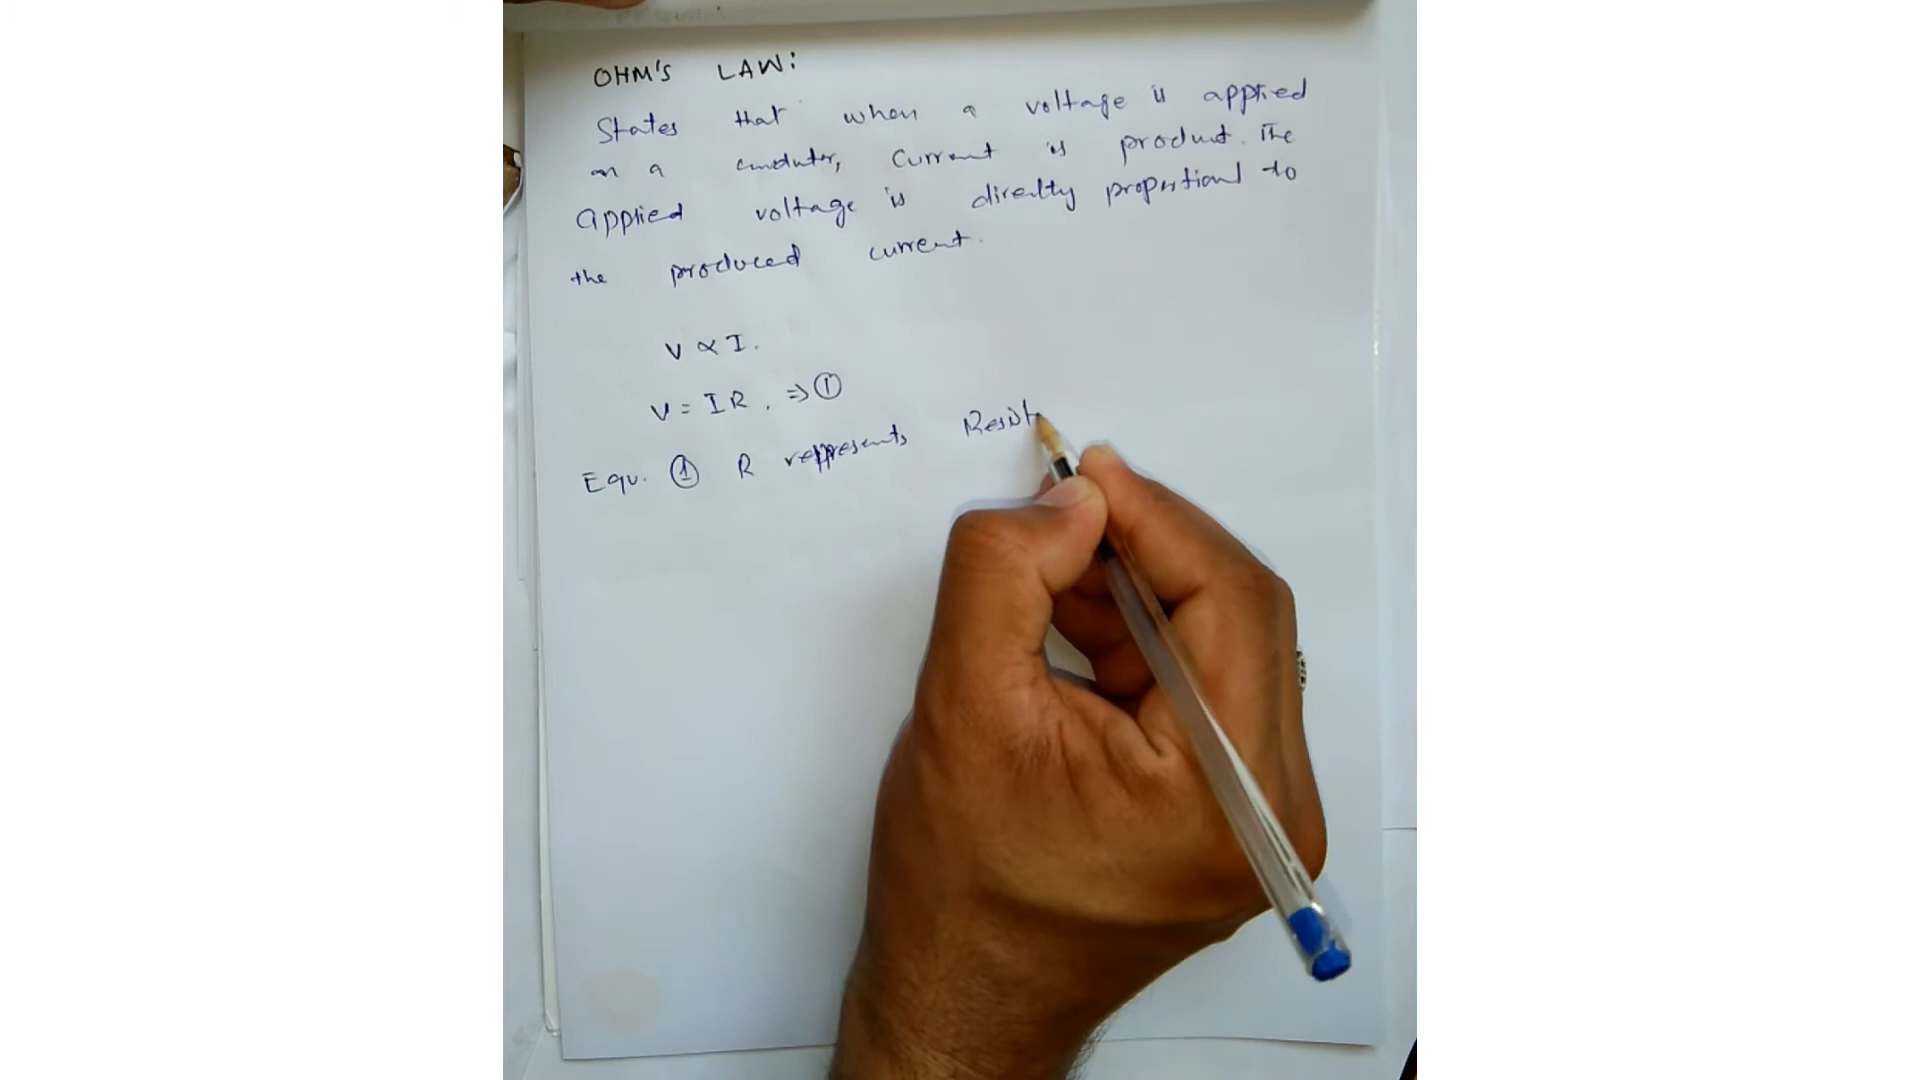 OHM'S LAW:
States that when a voltage is applied
on a conductor, current is product. The
applied voltage is directly proportional to
the produced current.
V ∝ I.
V = IR. ⇒ ①
Equ. ① R represents Resist